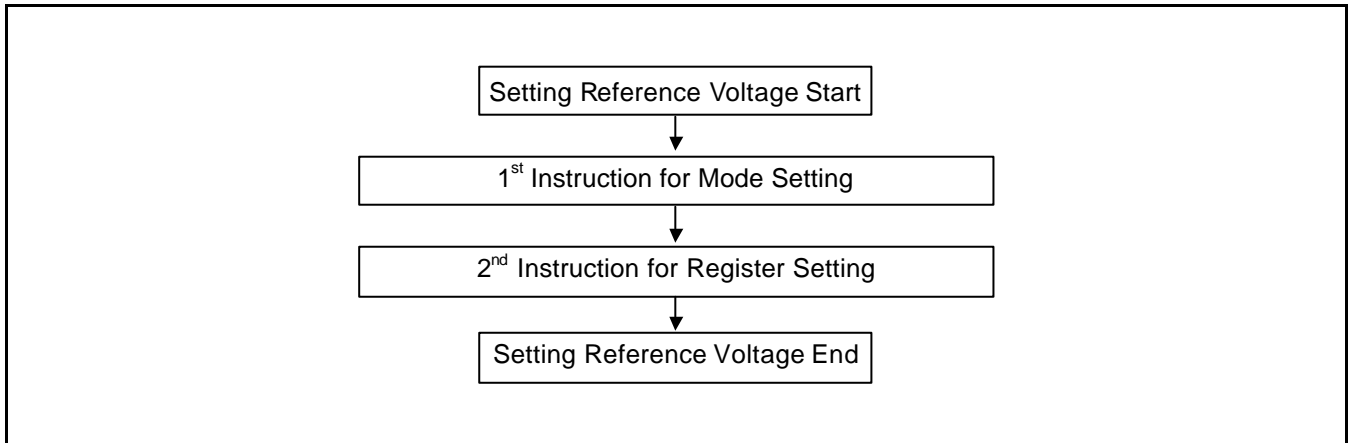 Setting Reference Voltage Start
1st Instruction for Mode Setting
2nd Instruction for Register Setting
Setting Reference Voltage End